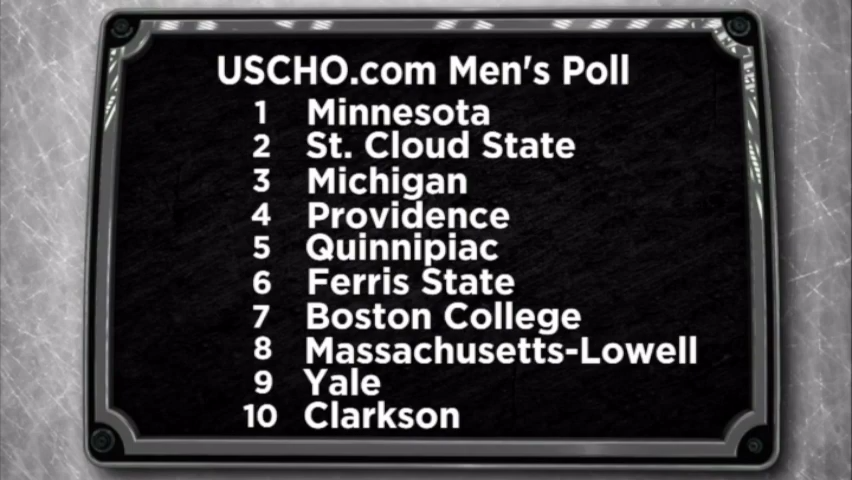 USCHO.com Men's Poll
1 Minnesota
2 St. Cloud State
3 Michigan
4 Providence
5 Quinnipiac
6 Ferris State
7 Boston College
8 Massachusetts-Lowell
9 Yale
10 Clarkson